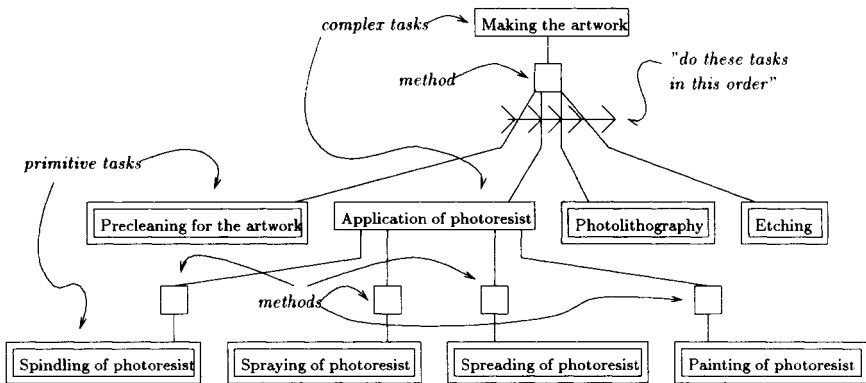 complex tasks
Making the artwork
method
"do these tasks
in this order"
primitive tasks
Precleaning for the artwork
Application of photoresist
Photolithography
Etching
methods
Spindling of photoresist
Spraying of photoresist
Spreading of photoresist
Painting of photoresist